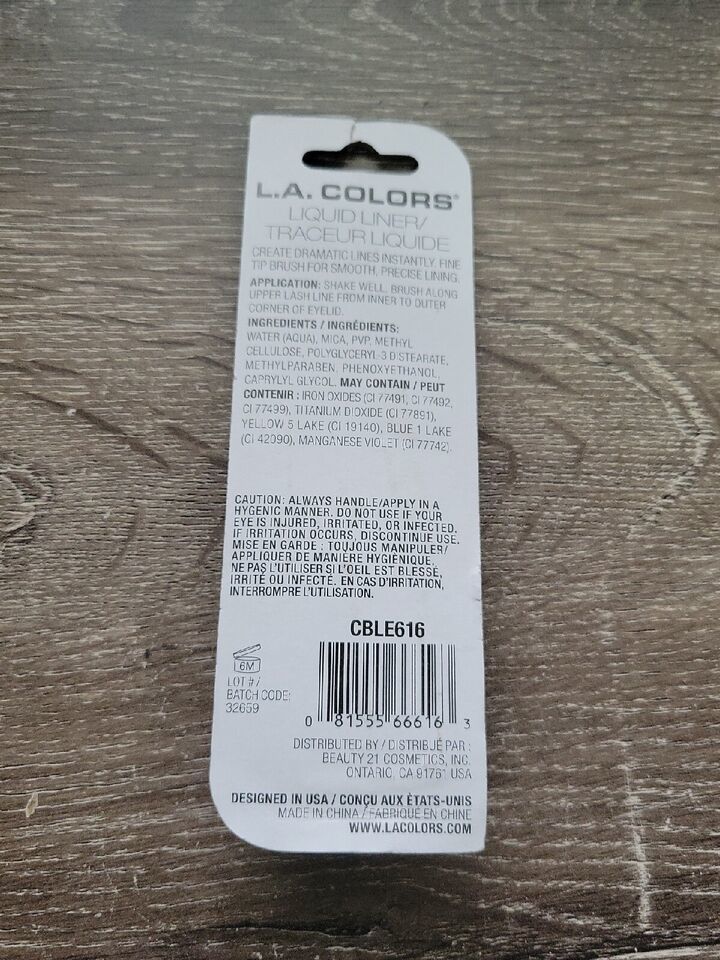 L.A. COLORS®
LIQUID LINER/
TRACEUR LIQUIDE
CREATE DRAMATIC LINES INSTANTLY. FINE
TIP BRUSH FOR SMOOTH, PRECISE LINING.
APPLICATION: SHAKE WELL. BRUSH ALONG
UPPER LASH LINE FROM INNER TO OUTER
CORNER OF EYELID.
INGREDIENTS / INGRÉDIENTS:
WATER (AQUA), MICA, PVP, METHYL
CELLULOSE, POLYGLYCERYL-3 DISTEARATE,
METHYLPARABEN, PHENOXYETHANOL,
CAPRYLYL GLYCOL. MAY CONTAIN / PEUT
CONTENIR : IRON OXIDES (CI 77491, CI 77492,
CI 77499), TITANIUM DIOXIDE (CI 77891),
YELLOW 5 LAKE (CI 19140), BLUE 1 LAKE
(CI 42090), MANGANESE VIOLET (CI 77742).
CAUTION: ALWAYS HANDLE/APPLY IN A
HYGENIC MANNER. DO NOT USE IF YOUR
EYE IS INJURED, IRRITATED, OR INFECTED.
IF IRRITATION OCCURS, DISCONTINUE USE.
MISE EN GARDE : TOUJOUS MANIPULER/
APPLIQUER DE MANIÈRE HYGIÉNIQUE.
NE PAS L'UTILISER SI L'OEIL EST BLESSÉ,
IRRITÉ OU INFECTÉ. EN CAS D'IRRITATION,
INTERROMPRE L'UTILISATION.
CBLE616
6M
LOT # /
BATCH CODE:
32659
0 81555 66616 3
DISTRIBUTED BY / DISTRIBUÉ PAR :
BEAUTY 21 COSMETICS, INC.
ONTARIO, CA 91761 USA
DESIGNED IN USA / CONÇU AUX ÉTATS-UNIS
MADE IN CHINA / FABRIQUÉ EN CHINE
WWW.LACOLORS.COM